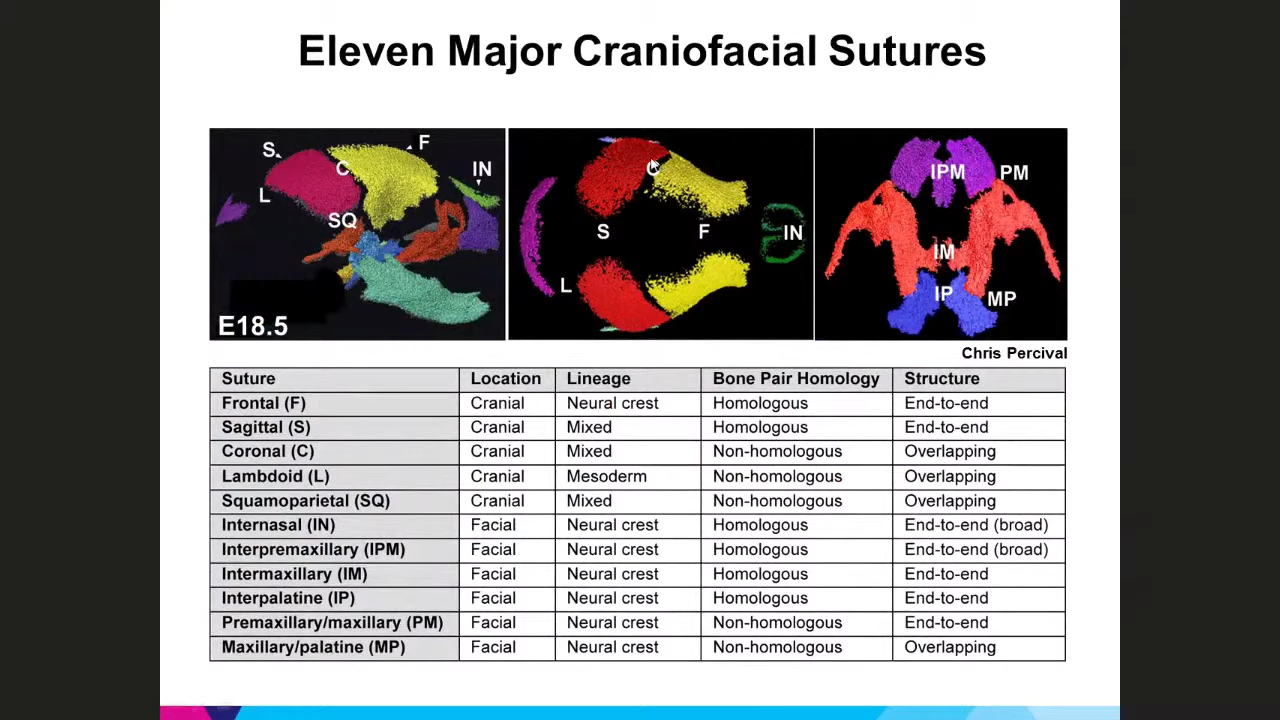 Eleven Major Craniofacial Sutures
S C F IN L SQ E18.5
C S F IN L
IPM PM IM IP MP
Chris Percival
Suture Location Lineage Bone Pair Homology Structure
Frontal (F) Cranial Neural crest Homologous End-to-end
Sagittal (S) Cranial Mixed Homologous End-to-end
Coronal (C) Cranial Mixed Non-homologous Overlapping
Lambdoid (L) Cranial Mesoderm Non-homologous Overlapping
Squamoparietal (SQ) Cranial Mixed Non-homologous Overlapping
Internasal (IN) Facial Neural crest Homologous End-to-end (broad)
Interpremaxillary (IPM) Facial Neural crest Homologous End-to-end (broad)
Intermaxillary (IM) Facial Neural crest Homologous End-to-end
Interpalatine (IP) Facial Neural crest Homologous End-to-end
Premaxillary/maxillary (PM) Facial Neural crest Non-homologous End-to-end
Maxillary/palatine (MP) Facial Neural crest Non-homologous Overlapping